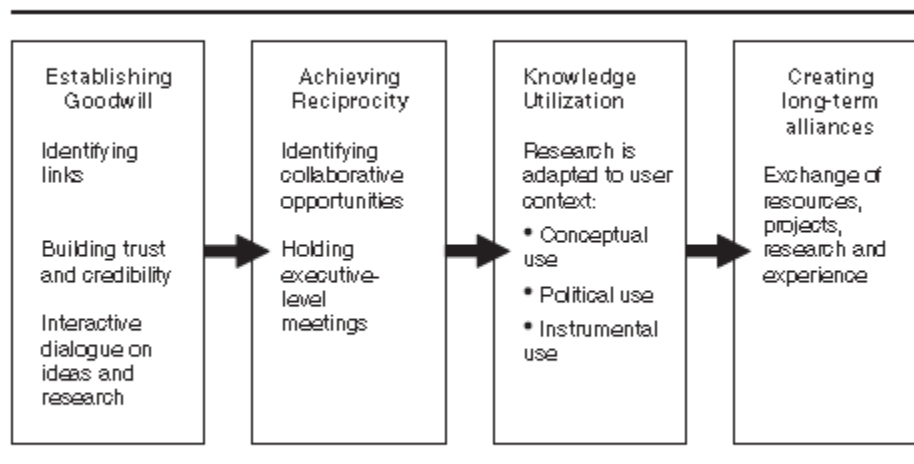 Establishing
Goodwill
Identifying
links
Building trust
and credibility
Interactive
dialogue on
ideas and
research
Achieving
Reciprocity
Identifying
collaborative
opportunities
Holding
executive-
level
meetings
Knowledge
Utilization
Research is
adapted to user
context:
• Conceptual
use
• Political use
• Instrumental
use
Creating
long-term
alliances
Exchange of
resources,
projects,
research and
experience